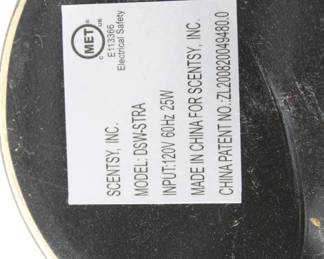 MET
C
US
E113366
Electrical Safety
SCENTSY, INC.
MODEL: DSW-STRA
INPUT:120V 60Hz 25W
MADE IN CHINA FOR SCENTSY, INC.
CHINA PATENT NO.:ZL200820049480.0